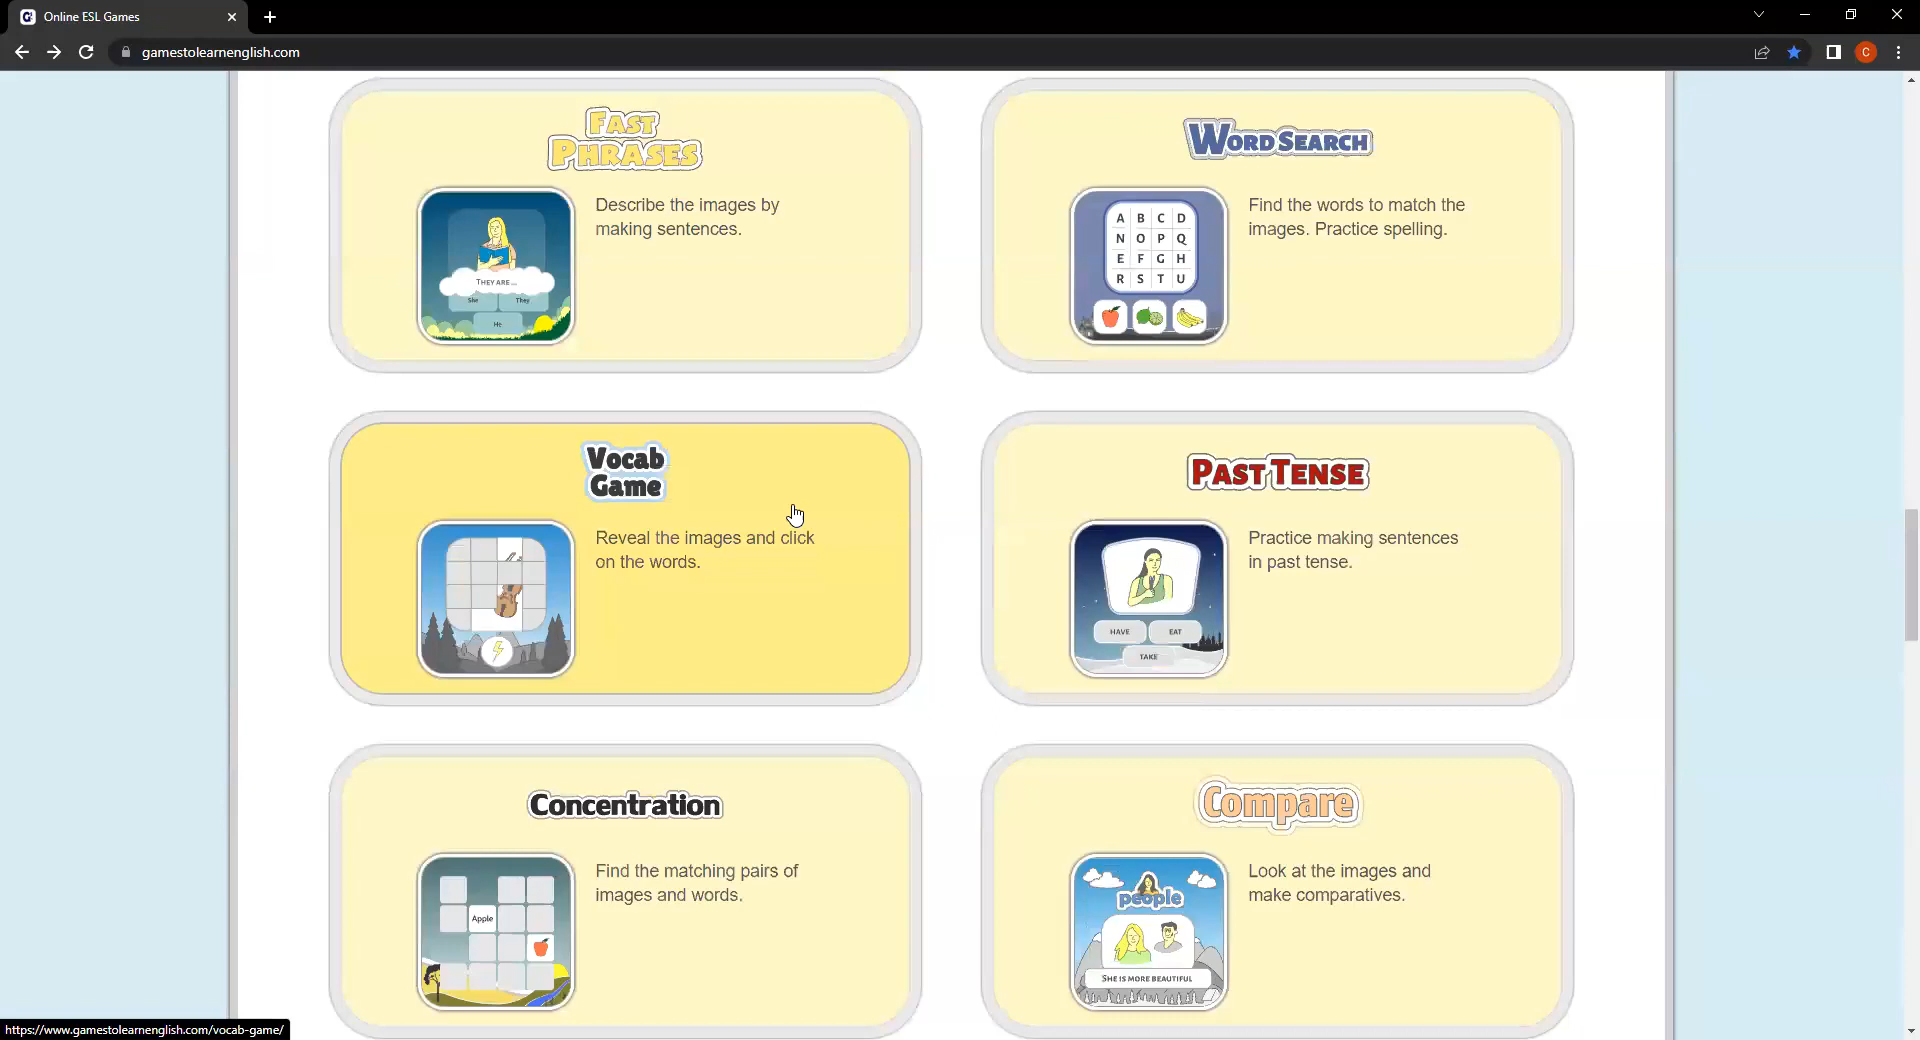 Online ESL Games
gamestolearnenglish.com
C
FAST
PHRASES
Describe the images by
making sentences.
THEY ARE ...
She They
He
WORD SEARCH
Find the words to match the
images. Practice spelling.
A B C D
N O P Q
E F G H
R S T U
Vocab
Game
Reveal the images and click
on the words.
PAST TENSE
Practice making sentences
in past tense.
HAVE EAT
TAKE
Concentration
Find the matching pairs of
images and words.
Apple
Compare
Look at the images and
make comparatives.
people
SHE IS MORE BEAUTIFUL
https://www.gamestolearnenglish.com/vocab-game/